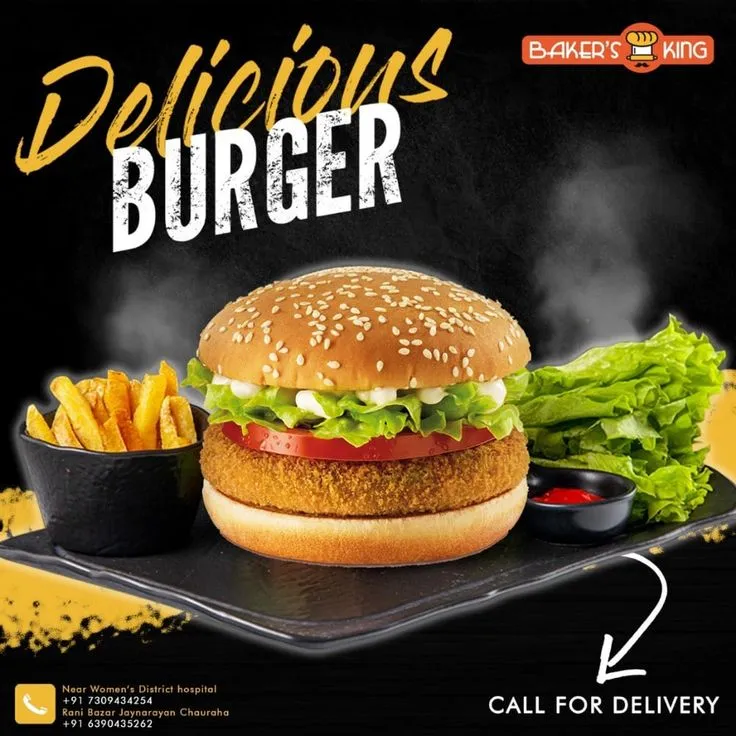 Delicious
BURGER
BAKER'S KING
Near Women's District hospital
+91 7309434254
Rani Bazar Jaynarayan Chauraha
+91 6390435262
CALL FOR DELIVERY